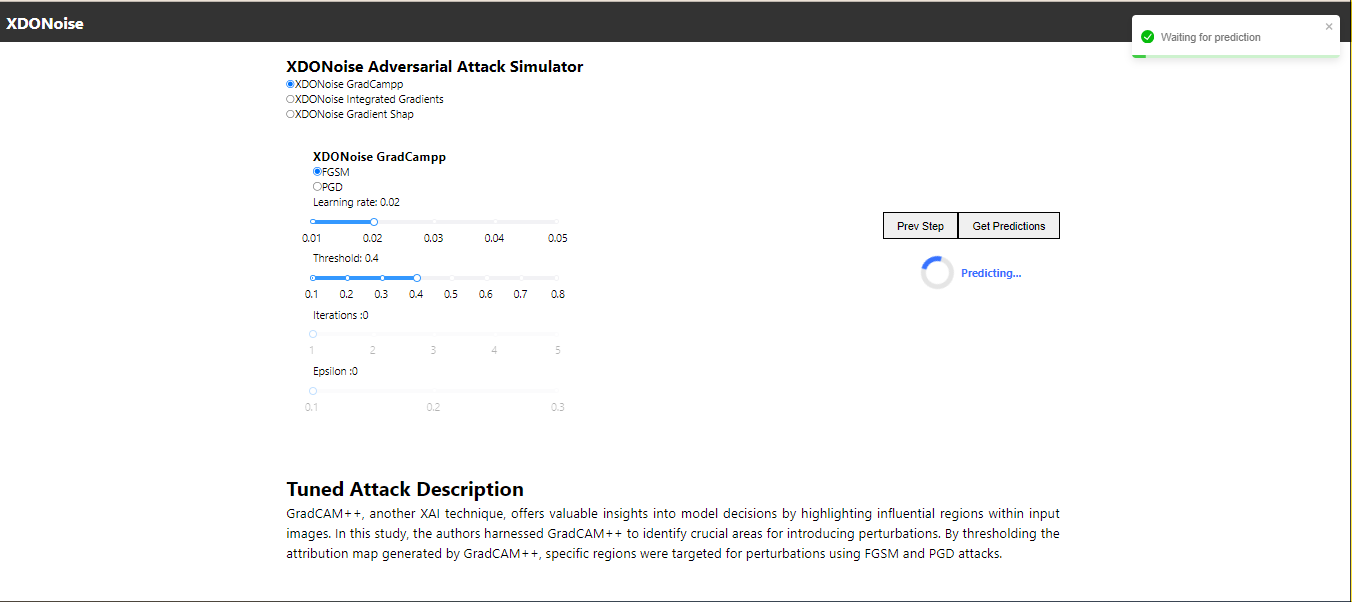 XDONoise
Waiting for prediction
XDONoise Adversarial Attack Simulator
XDONoise GradCampp
XDONoise Integrated Gradients
XDONoise Gradient Shap
XDONoise GradCampp
FGSM
PGD
Learning rate: 0.02
0.01 0.02 0.03 0.04 0.05
Threshold: 0.4
0.1 0.2 0.3 0.4 0.5 0.6 0.7 0.8
Iterations :0
1 2 3 4 5
Epsilon :0
0.1 0.2 0.3
Prev Step Get Predictions
Predicting...
Tuned Attack Description
GradCAM++, another XAI technique, offers valuable insights into model decisions by highlighting influential regions within input
images. In this study, the authors harnessed GradCAM++ to identify crucial areas for introducing perturbations. By thresholding the
attribution map generated by GradCAM++, specific regions were targeted for perturbations using FGSM and PGD attacks.